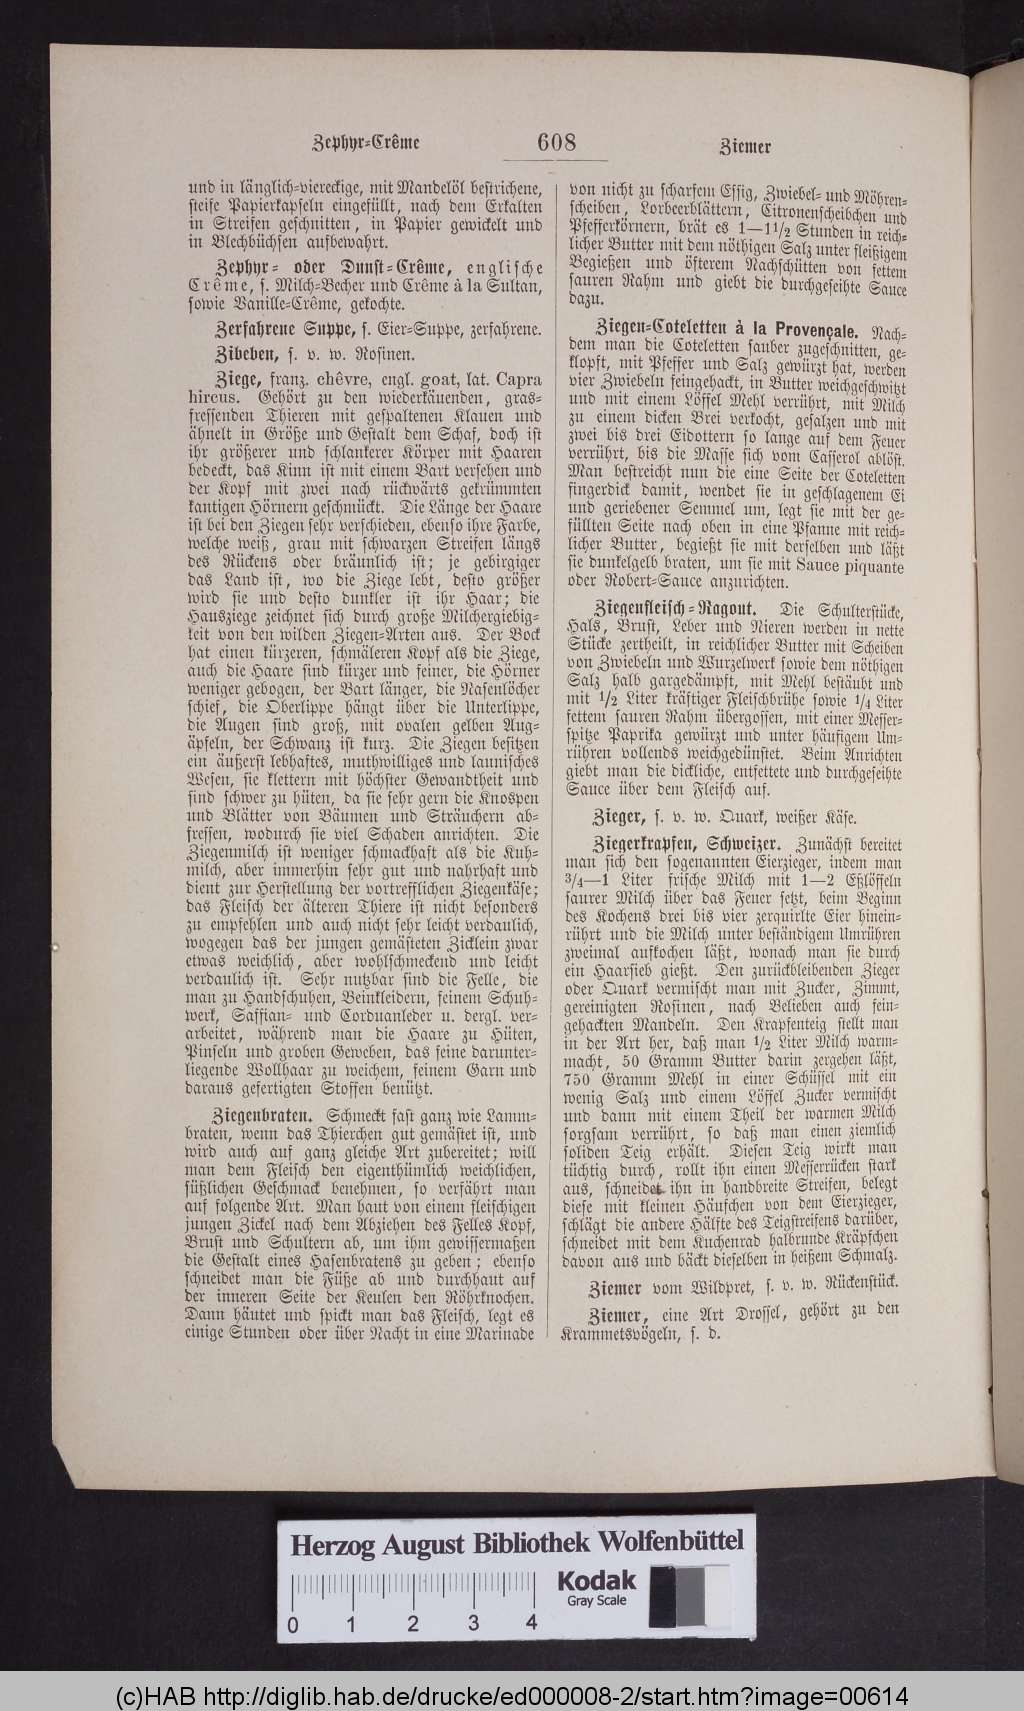 Zephyr-Crême
608
Ziemer
und in länglich-viereckige, mit Mandelöl bestrichene,
steife Papierkapseln eingefüllt, nach dem Erkalten
in Streifen geschnitten, in Papier gewickelt und
in Blechbüchsen aufbewahrt.
Zephyr- oder Dunst-Crême, englische
Crême, s. Milch-Becher und Crême à la Sultan,
sowie Vanille-Crême, gekochte.
Zerfahrene Suppe, s. Eier-Suppe, zerfahrene.
Zibeben, s. v. w. Rosinen.
Ziege, franz. chêvre, engl. goat, lat. Capra
hircus. Gehört zu den wiederkäuenden, gras-
fressenden Thieren mit gespaltenen Klauen und
ähnelt in Größe und Gestalt dem Schaf, doch ist
ihr größerer und schlankerer Körper mit Haaren
bedeckt, das Kinn ist mit einem Bart versehen und
der Kopf mit zwei nach rückwärts gekrümmten
kantigen Hörnern geschmückt. Die Länge der Haare
ist bei den Ziegen sehr verschieden, ebenso ihre Farbe,
welche weiß, grau mit schwarzen Streifen längs
des Rückens oder bräunlich ist; je gebirgiger
das Land ist, wo die Ziege lebt, desto größer
wird sie und desto dunkler ist ihr Haar; die
Hausziege zeichnet sich durch große Milchergiebig-
keit von den wilden Ziegen-Arten aus. Der Bock
hat einen kürzeren, schmäleren Kopf als die Ziege,
auch die Haare sind kürzer und feiner, die Hörner
weniger gebogen, der Bart länger, die Nasenlöcher
schief, die Oberlippe hängt über die Unterlippe,
die Augen sind groß, mit ovalen gelben Aug-
äpfeln, der Schwanz ist kurz. Die Ziegen besitzen
ein äußerst lebhaftes, muthwilliges und launisches
Wesen, sie klettern mit höchster Gewandtheit und
sind schwer zu hüten, da sie sehr gern die Knospen
und Blätter von Bäumen und Sträuchern ab-
fressen, wodurch sie viel Schaden anrichten. Die
Ziegenmilch ist weniger schmackhaft als die Kuh-
milch, aber immerhin sehr gut und nahrhaft und
dient zur Herstellung der vortrefflichen Ziegenkäse;
das Fleisch der älteren Thiere ist nicht besonders
zu empfehlen und auch nicht sehr leicht verdaulich,
wogegen das der jungen gemästeten Zicklein zwar
etwas weichlich, aber wohlschmeckend und leicht
verdaulich ist. Sehr nutzbar sind die Felle, die
man zu Handschuhen, Beinkleidern, feinem Schuh-
werk, Saffian- und Corduanleder u. dergl. ver-
arbeitet, während man die Haare zu Hüten,
Pinseln und groben Geweben, das feine darunter-
liegende Wollhaar zu weichem, feinem Garn und
daraus gefertigten Stoffen benützt.
Ziegenbraten. Schmeckt fast ganz wie Lamm-
braten, wenn das Thierchen gut gemästet ist, und
wird auch auf ganz gleiche Art zubereitet; will
man dem Fleisch den eigenthümlich weichlichen,
süßlichen Geschmack benehmen, so verfährt man
auf folgende Art. Man haut von einem fleischigen
jungen Zickel nach dem Abziehen des Felles Kopf,
Brust und Schultern ab, um ihm gewissermaßen
die Gestalt eines Hasenbratens zu geben; ebenso
schneidet man die Füße ab und durchhaut auf
der inneren Seite der Keulen den Röhrknochen.
Dann häutet und spickt man das Fleisch, legt es
einige Stunden oder über Nacht in eine Marinade
von nicht zu scharfem Essig, Zwiebel- und Möhren-
scheiben, Lorbeerblättern, Citronenscheibchen und
Pfefferkörnern, brät es 1—1 1/2 Stunden in reich-
licher Butter mit dem nöthigen Salz unter fleißigem
Begießen und öfterem Nachschütten von fettem
sauren Rahm und giebt die durchgeseihte Sauce
dazu.
Ziegen-Coteletten à la Provençale. Nach-
dem man die Coteletten sauber zugeschnitten, ge-
klopft, mit Pfeffer und Salz gewürzt hat, werden
vier Zwiebeln feingehackt, in Butter weichgeschwitzt
und mit einem Löffel Mehl verrührt, mit Milch
zu einem dicken Brei verkocht, gesalzen und mit
zwei bis drei Eidottern so lange auf dem Feuer
verrührt, bis die Masse sich vom Casserol ablöst.
Man bestreicht nun die eine Seite der Coteletten
fingerdick damit, wendet sie in geschlagenem Ei
und geriebener Semmel um, legt sie mit der ge-
füllten Seite nach oben in eine Pfanne mit reich-
licher Butter, begießt sie mit derselben und läßt
sie dunkelgelb braten, um sie mit Sauce piquante
oder Robert-Sauce anzurichten.
Ziegenfleisch-Ragout. Die Schulterstücke,
Hals, Brust, Leber und Nieren werden in nette
Stücke zertheilt, in reichlicher Butter mit Scheiben
von Zwiebeln und Wurzelwerk sowie dem nöthigen
Salz halb gargedämpft, mit Mehl bestäubt und
mit 1/2 Liter kräftiger Fleischbrühe sowie 1/4 Liter
fettem sauren Rahm übergossen, mit einer Messer-
spitze Paprika gewürzt und unter häufigem Um-
rühren vollends weichgedünstet. Beim Anrichten
giebt man die dickliche, entfettete und durchgeseihte
Sauce über dem Fleisch auf.
Zieger, s. v. w. Quark, weißer Käse.
Ziegerkrapfen, Schweizer. Zunächst bereitet
man sich den sogenannten Eierzieger, indem man
3/4—1 Liter frische Milch mit 1—2 Eßlöffeln
saurer Milch über das Feuer setzt, beim Beginn
des Kochens drei bis vier zerquirlte Eier hinein-
rührt und die Milch unter beständigem Umrühren
zweimal aufkochen läßt, wonach man sie durch
ein Haarsieb gießt. Den zurückbleibenden Zieger
oder Quark vermischt man mit Zucker, Zimmt,
gereinigten Rosinen, nach Belieben auch fein-
gehackten Mandeln. Den Krapfenteig stellt man
in der Art her, daß man 1/2 Liter Milch warm-
macht, 50 Gramm Butter darin zergehen läßt,
750 Gramm Mehl in einer Schüssel mit ein
wenig Salz und einem Löffel Zucker vermischt
und dann mit einem Theil der warmen Milch
sorgsam verrührt, so daß man einen ziemlich
soliden Teig erhält. Diesen Teig wirkt man
tüchtig durch, rollt ihn einen Messerrücken stark
aus, schneidet ihn in handbreite Streifen, belegt
diese mit kleinen Häufchen von dem Eierzieger,
schlägt die andere Hälfte des Teigstreifens darüber,
schneidet mit dem Kuchenrad halbrunde Kräpfchen
davon aus und bäckt dieselben in heißem Schmalz.
Ziemer vom Wildpret, s. v. w. Rückenstück.
Ziemer, eine Art Drossel, gehört zu den
Krammetsvögeln, s. d.
Herzog August Bibliothek Wolfenbüttel
Kodak
Gray Scale
0 1 2 3 4
(c)HAB http://diglib.hab.de/drucke/ed000008-2/start.htm?image=00614